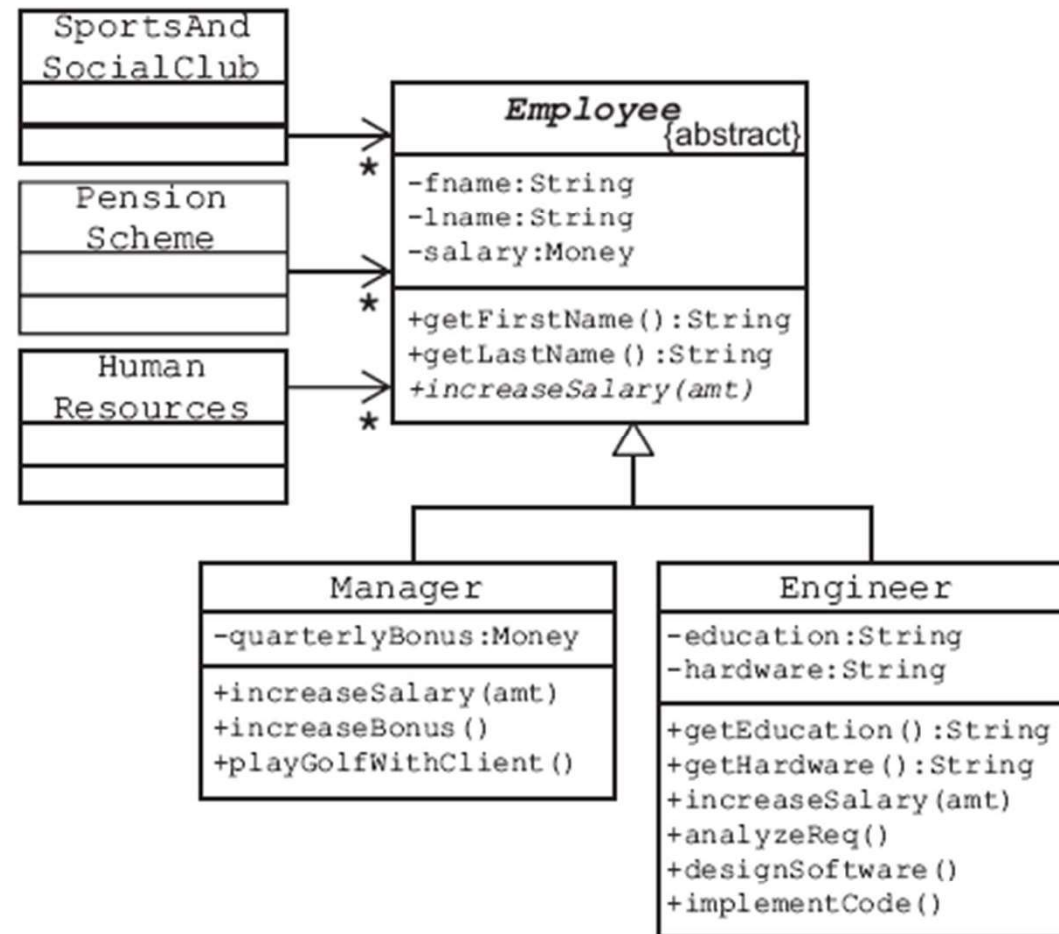 SportsAnd
SocialClub
*
Pension
Scheme
*
Human
Resources
*
Employee
{abstract}
-fname:String
-lname:String
-salary:Money
+getFirstName():String
+getLastName():String
+increaseSalary(amt)
Manager
-quarterlyBonus:Money
+increaseSalary(amt)
+increaseBonus()
+playGolfWithClient()
Engineer
-education:String
-hardware:String
+getEducation():String
+getHardware():String
+increaseSalary(amt)
+analyzeReq()
+designSoftware()
+implementCode()